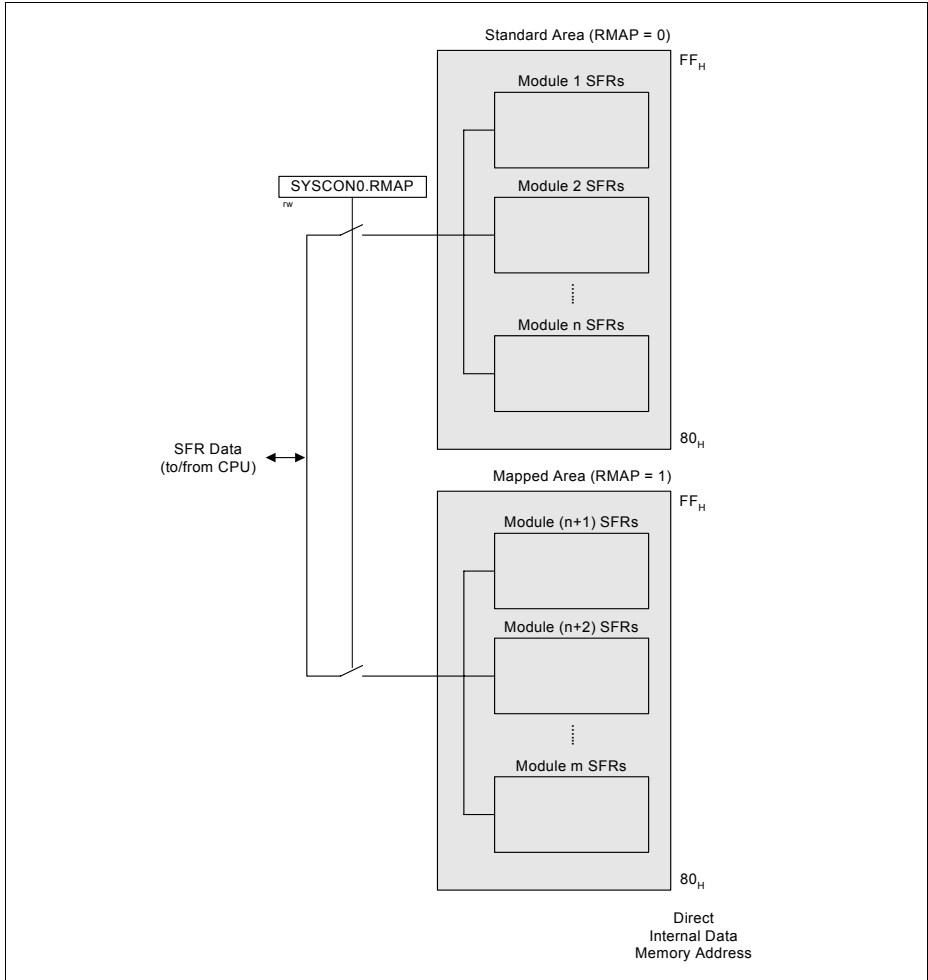 Standard Area (RMAP = 0)
FFH
Module 1 SFRs
SYSCON0.RMAP
rw
Module 2 SFRs
Module n SFRs
80H
SFR Data
(to/from CPU)
Mapped Area (RMAP = 1)
FFH
Module (n+1) SFRs
Module (n+2) SFRs
Module m SFRs
80H
Direct
Internal Data
Memory Address